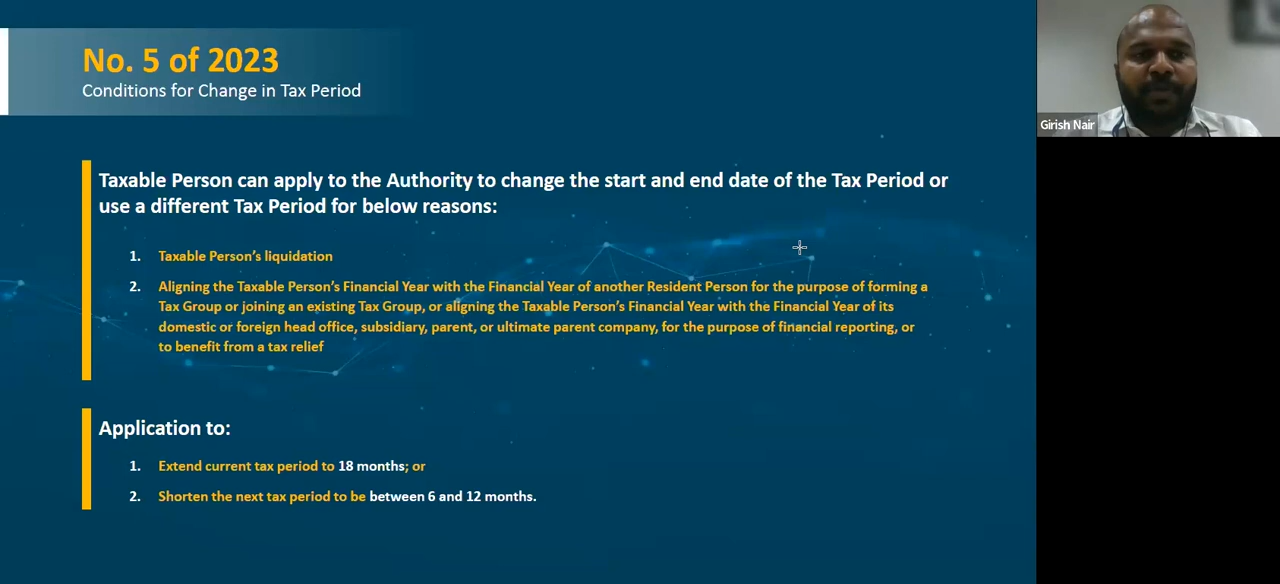 No. 5 of 2023
Conditions for Change in Tax Period
Girish Nair
Taxable Person can apply to the Authority to change the start and end date of the Tax Period or
use a different Tax Period for below reasons:
1. Taxable Person’s liquidation
2. Aligning the Taxable Person’s Financial Year with the Financial Year of another Resident Person for the purpose of forming a
Tax Group or joining an existing Tax Group, or aligning the Taxable Person’s Financial Year with the Financial Year of its
domestic or foreign head office, subsidiary, parent, or ultimate parent company, for the purpose of financial reporting, or
to benefit from a tax relief
Application to:
1. Extend current tax period to 18 months; or
2. Shorten the next tax period to be between 6 and 12 months.